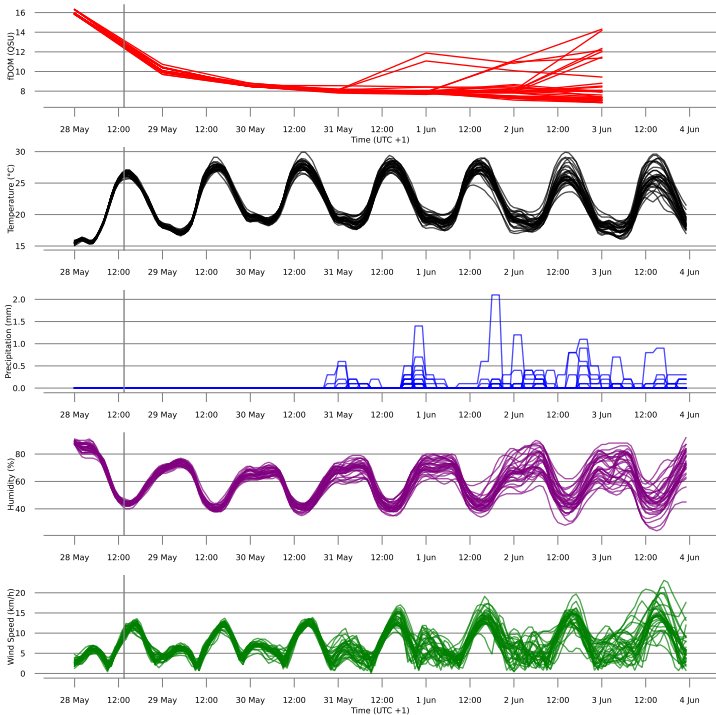 fDOM (QSU)
16
14
12
10
8
28 May 12:00 29 May 12:00 30 May 12:00 31 May 12:00 1 Jun 12:00 2 Jun 12:00 3 Jun 12:00 4 Jun
Time (UTC +1)
Temperature (°C)
30
25
20
15
28 May 12:00 29 May 12:00 30 May 12:00 31 May 12:00 1 Jun 12:00 2 Jun 12:00 3 Jun 12:00 4 Jun
Precipitation (mm)
2.0
1.5
1.0
0.5
0.0
28 May 12:00 29 May 12:00 30 May 12:00 31 May 12:00 1 Jun 12:00 2 Jun 12:00 3 Jun 12:00 4 Jun
Humidity (%)
80
60
40
28 May 12:00 29 May 12:00 30 May 12:00 31 May 12:00 1 Jun 12:00 2 Jun 12:00 3 Jun 12:00 4 Jun
Wind Speed (km/h)
20
15
10
5
0
28 May 12:00 29 May 12:00 30 May 12:00 31 May 12:00 1 Jun 12:00 2 Jun 12:00 3 Jun 12:00 4 Jun
Time (UTC +1)